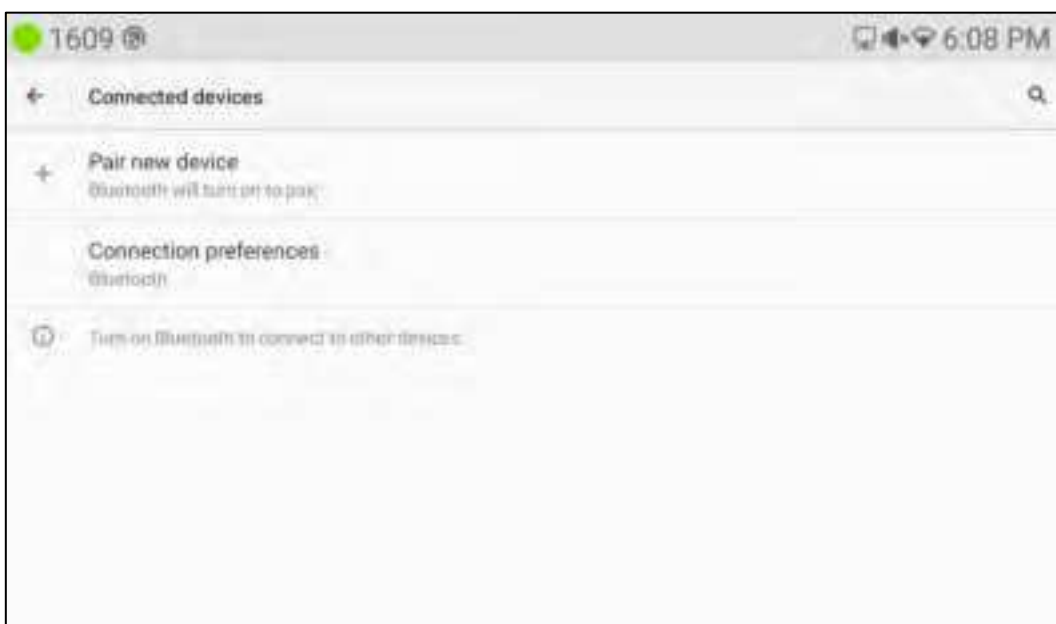 1609
6:08 PM
Connected devices
Pair new device
Bluetooth will turn on to pair
Connection preferences
Bluetooth
Turn on Bluetooth to connect to other devices.